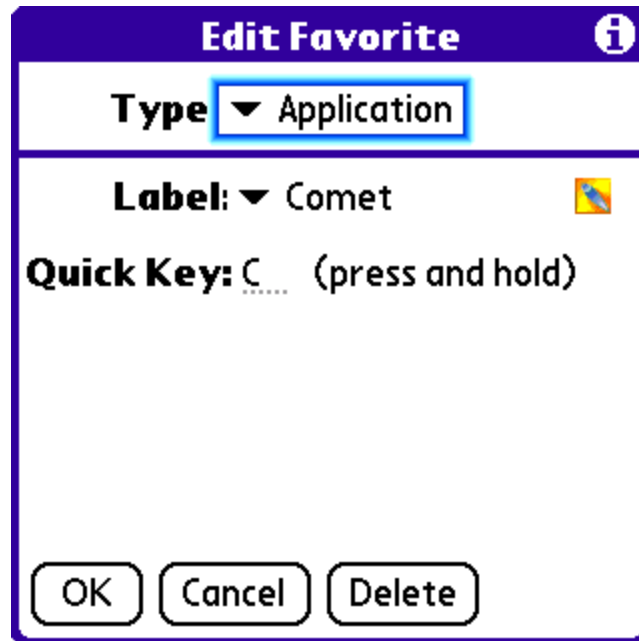 Edit Favorite
Type Application
Label: Comet
Quick Key: C (press and hold)
OK Cancel Delete